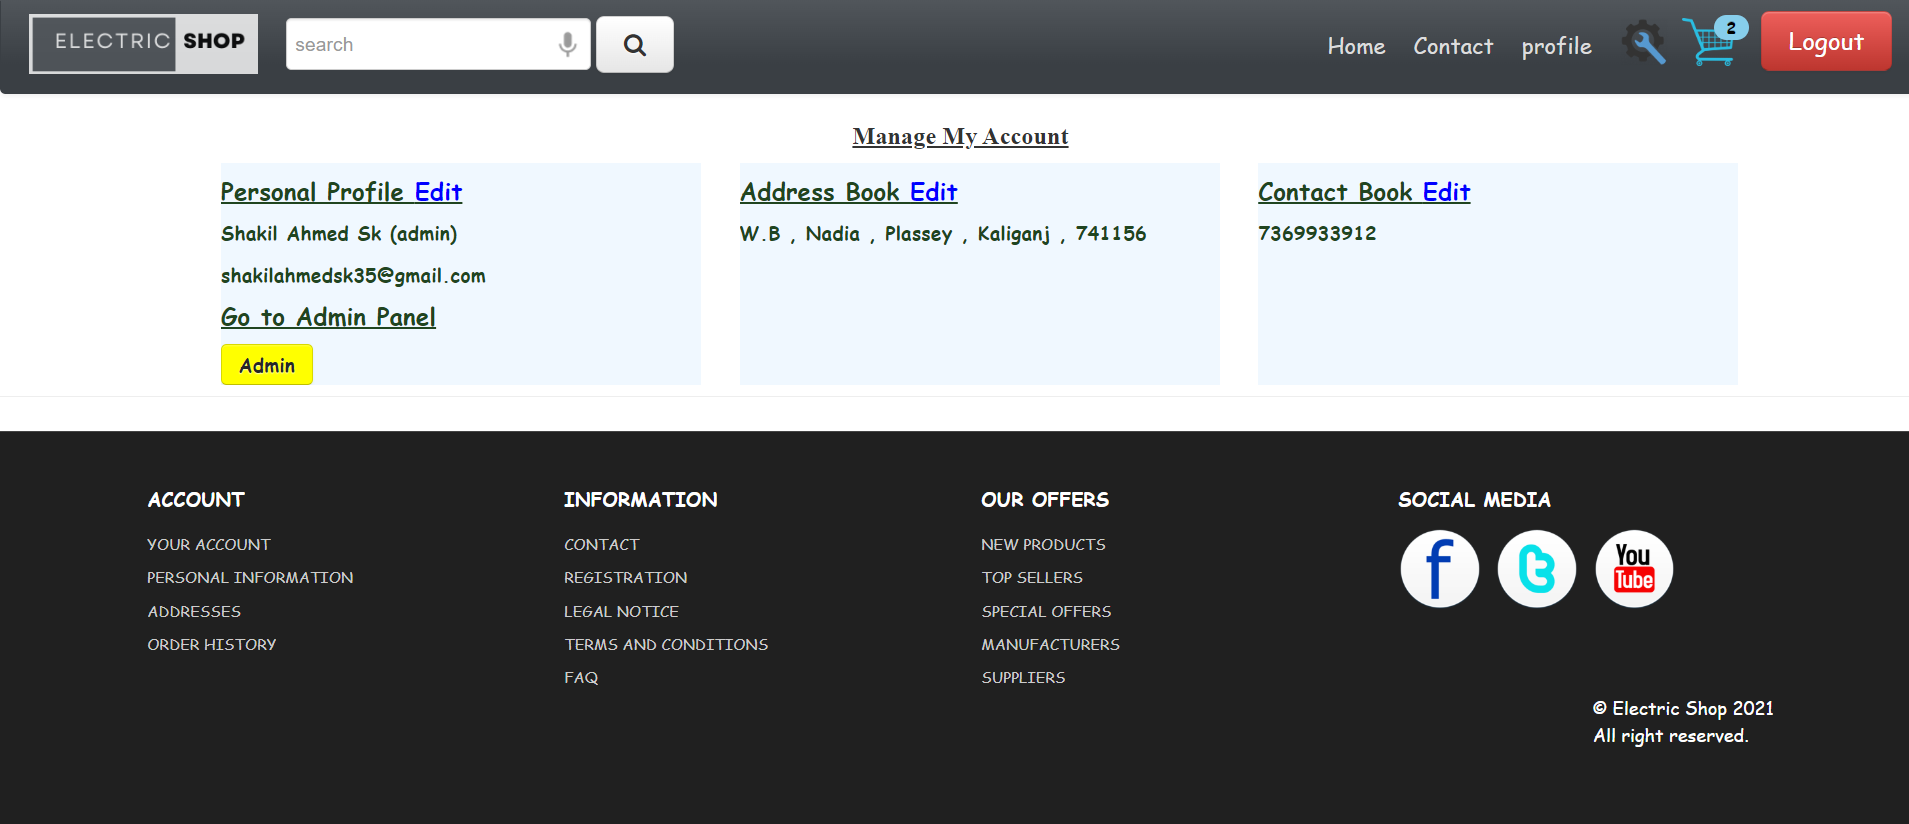 ELECTRIC SHOP
search
Home Contact profile 2 Logout
Manage My Account
Personal Profile Edit
Shakil Ahmed Sk (admin)
shakilahmedsk35@gmail.com
Go to Admin Panel
Admin
Address Book Edit
W.B , Nadia , Plassey , Kaliganj , 741156
Contact Book Edit
7369933912
ACCOUNT
YOUR ACCOUNT
PERSONAL INFORMATION
ADDRESSES
ORDER HISTORY
INFORMATION
CONTACT
REGISTRATION
LEGAL NOTICE
TERMS AND CONDITIONS
FAQ
OUR OFFERS
NEW PRODUCTS
TOP SELLERS
SPECIAL OFFERS
MANUFACTURERS
SUPPLIERS
SOCIAL MEDIA
f t You
Tube
© Electric Shop 2021
All right reserved.